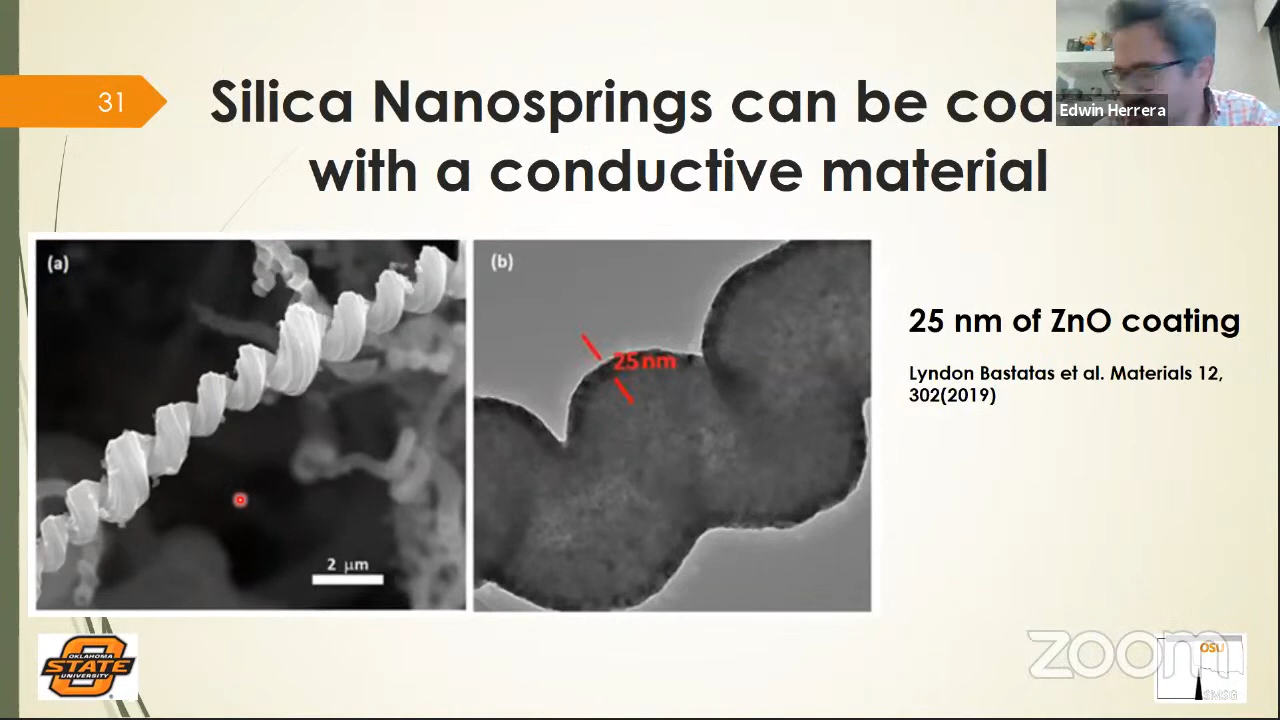 31
Silica Nanosprings can be coa
with a conductive material
Edwin Herrera
(a)
2 μm
(b)
25 nm
25 nm of ZnO coating
Lyndon Bastatas et al. Materials 12,
302(2019)
OKLAHOMA
STATE
UNIVERSITY
zoom
OSU
SMSG